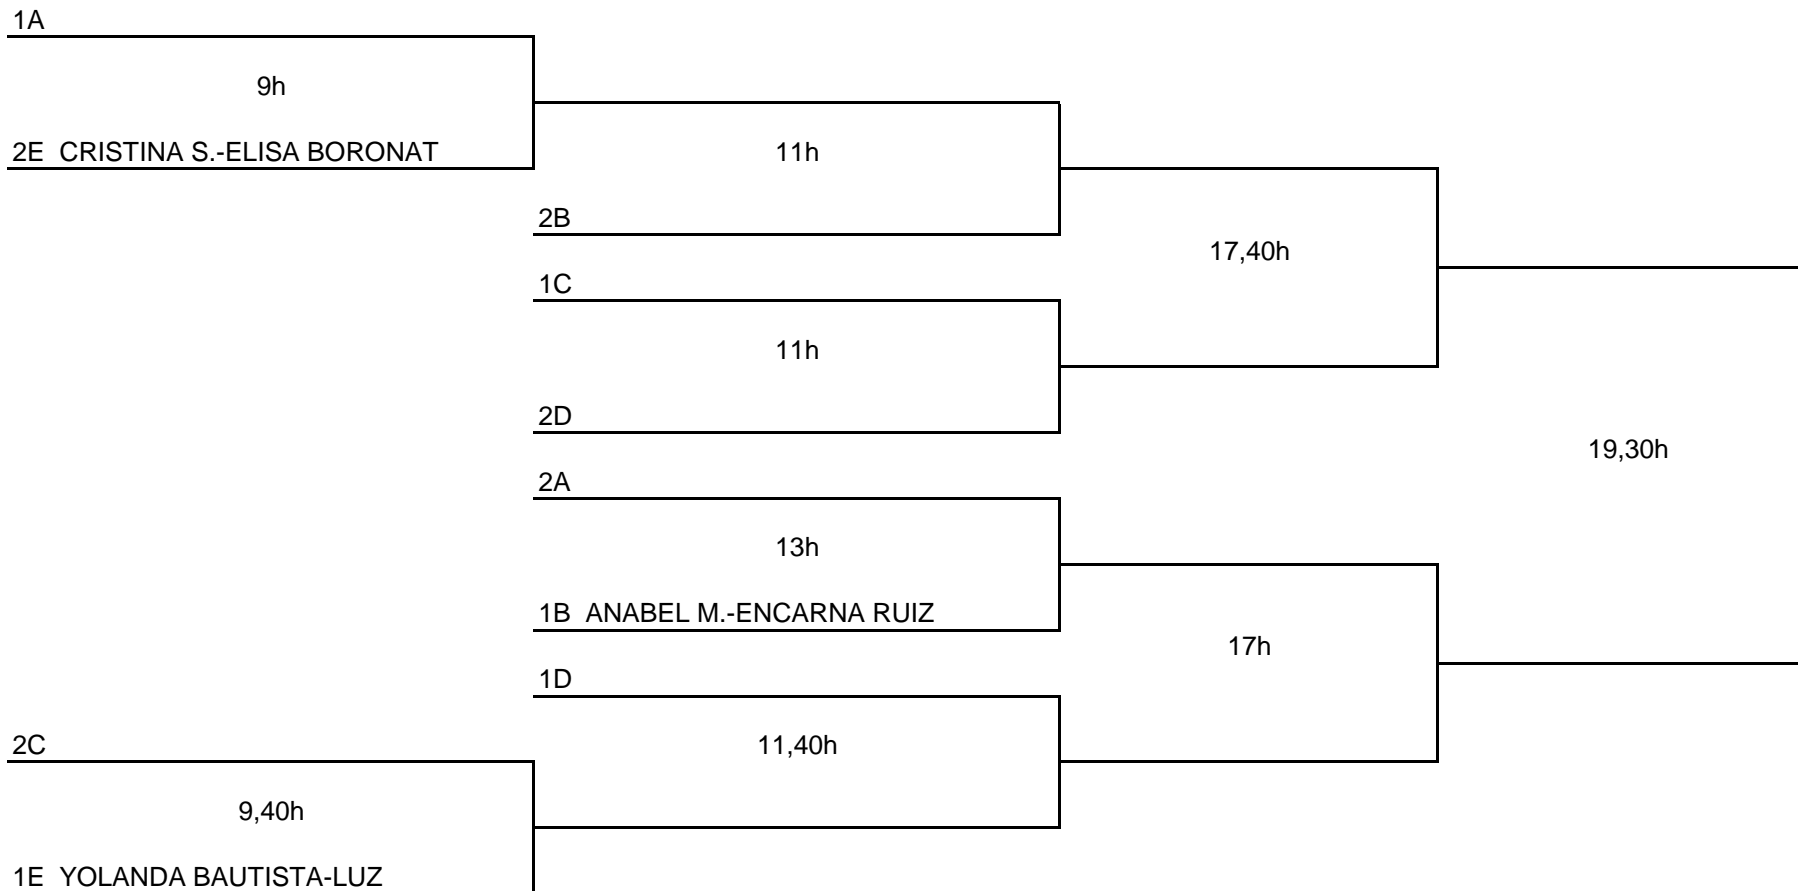 1A
9h
2E CRISTINA S.-ELISA BORONAT
11h
2B
17,40h
1C
11h
2D
19,30h
2A
13h
1B ANABEL M.-ENCARNA RUIZ
17h
1D
2C
11,40h
9,40h
1E YOLANDA BAUTISTA-LUZ